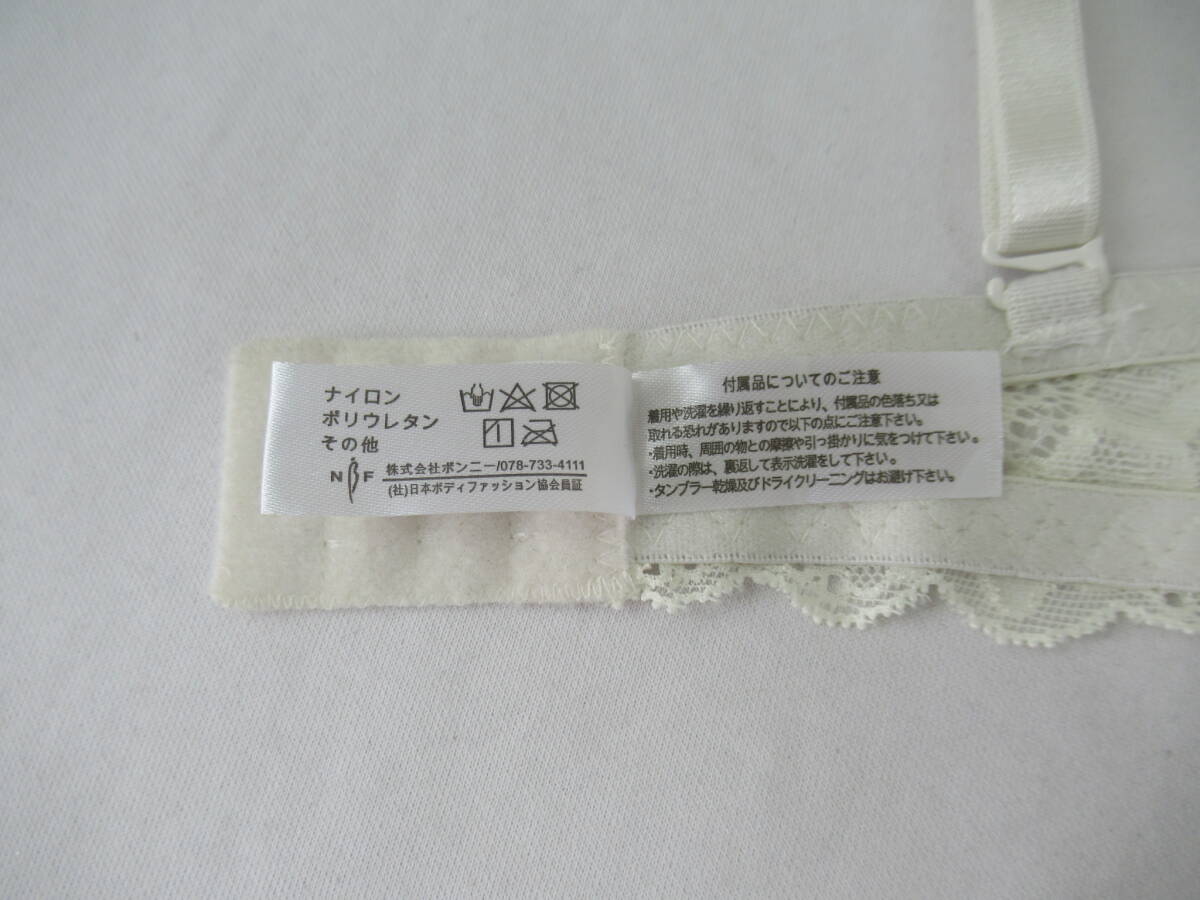 ナイロン
ポリウレタン
その他
NBF
株式会社ボンニー/078-733-4111
(社)日本ボディファッション協会員証
付属品についてのご注意
着用や洗濯を繰り返すことにより、付属品の色落ち又は
取れる恐れがありますので以下の点にご注意下さい。
・着用時、周囲の物との摩擦や引っ掛かりに気をつけて下さい。
・洗濯の際は、裏返して表示洗濯をして下さい。
・タンブラー乾燥及びドライクリーニングはお避け下さい。